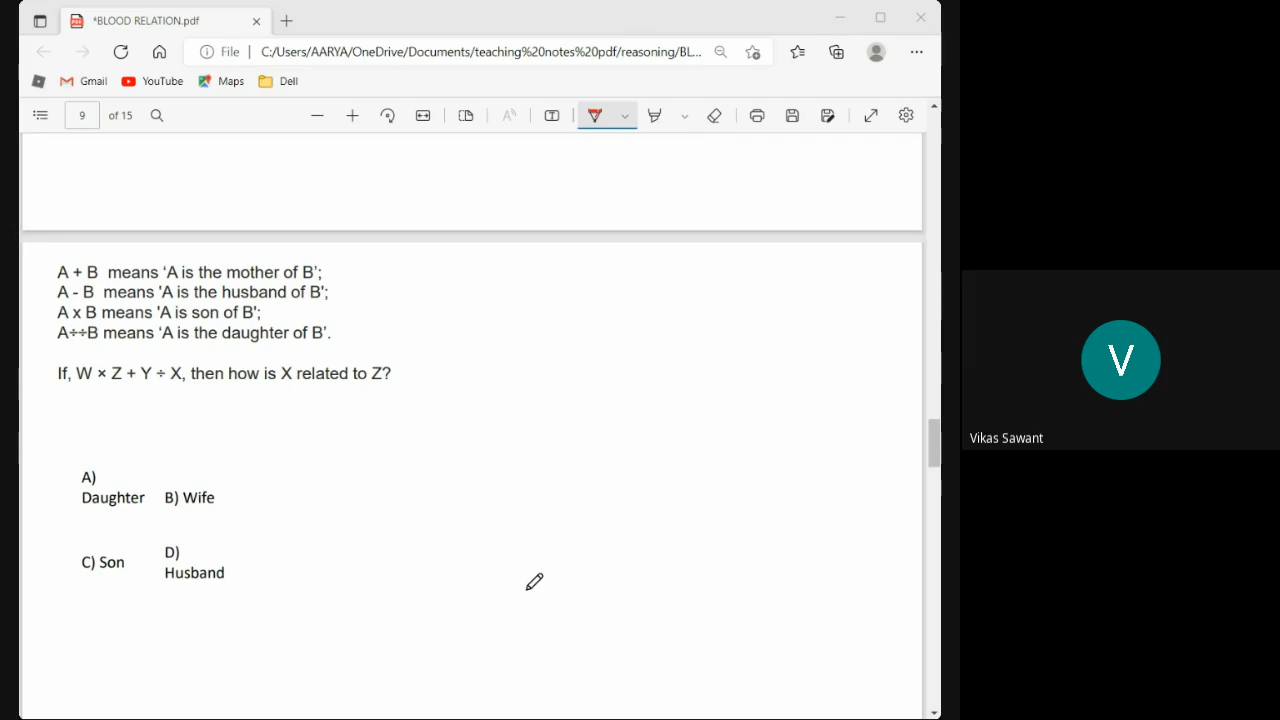 *BLOOD RELATION.pdf
File
C:/Users/AARYA/OneDrive/Documents/teaching%20notes%20pdf/reasoning/BL...
Gmail
YouTube
Maps
Dell
9 of 15
A + B  means ‘A is the mother of B’;
A - B  means 'A is the husband of B';
A x B means 'A is son of B';
A÷÷B means ‘A is the daughter of B’.
If, W × Z + Y ÷ X, then how is X related to Z?
A)
Daughter B) Wife
C) Son D)
Husband
V
Vikas Sawant